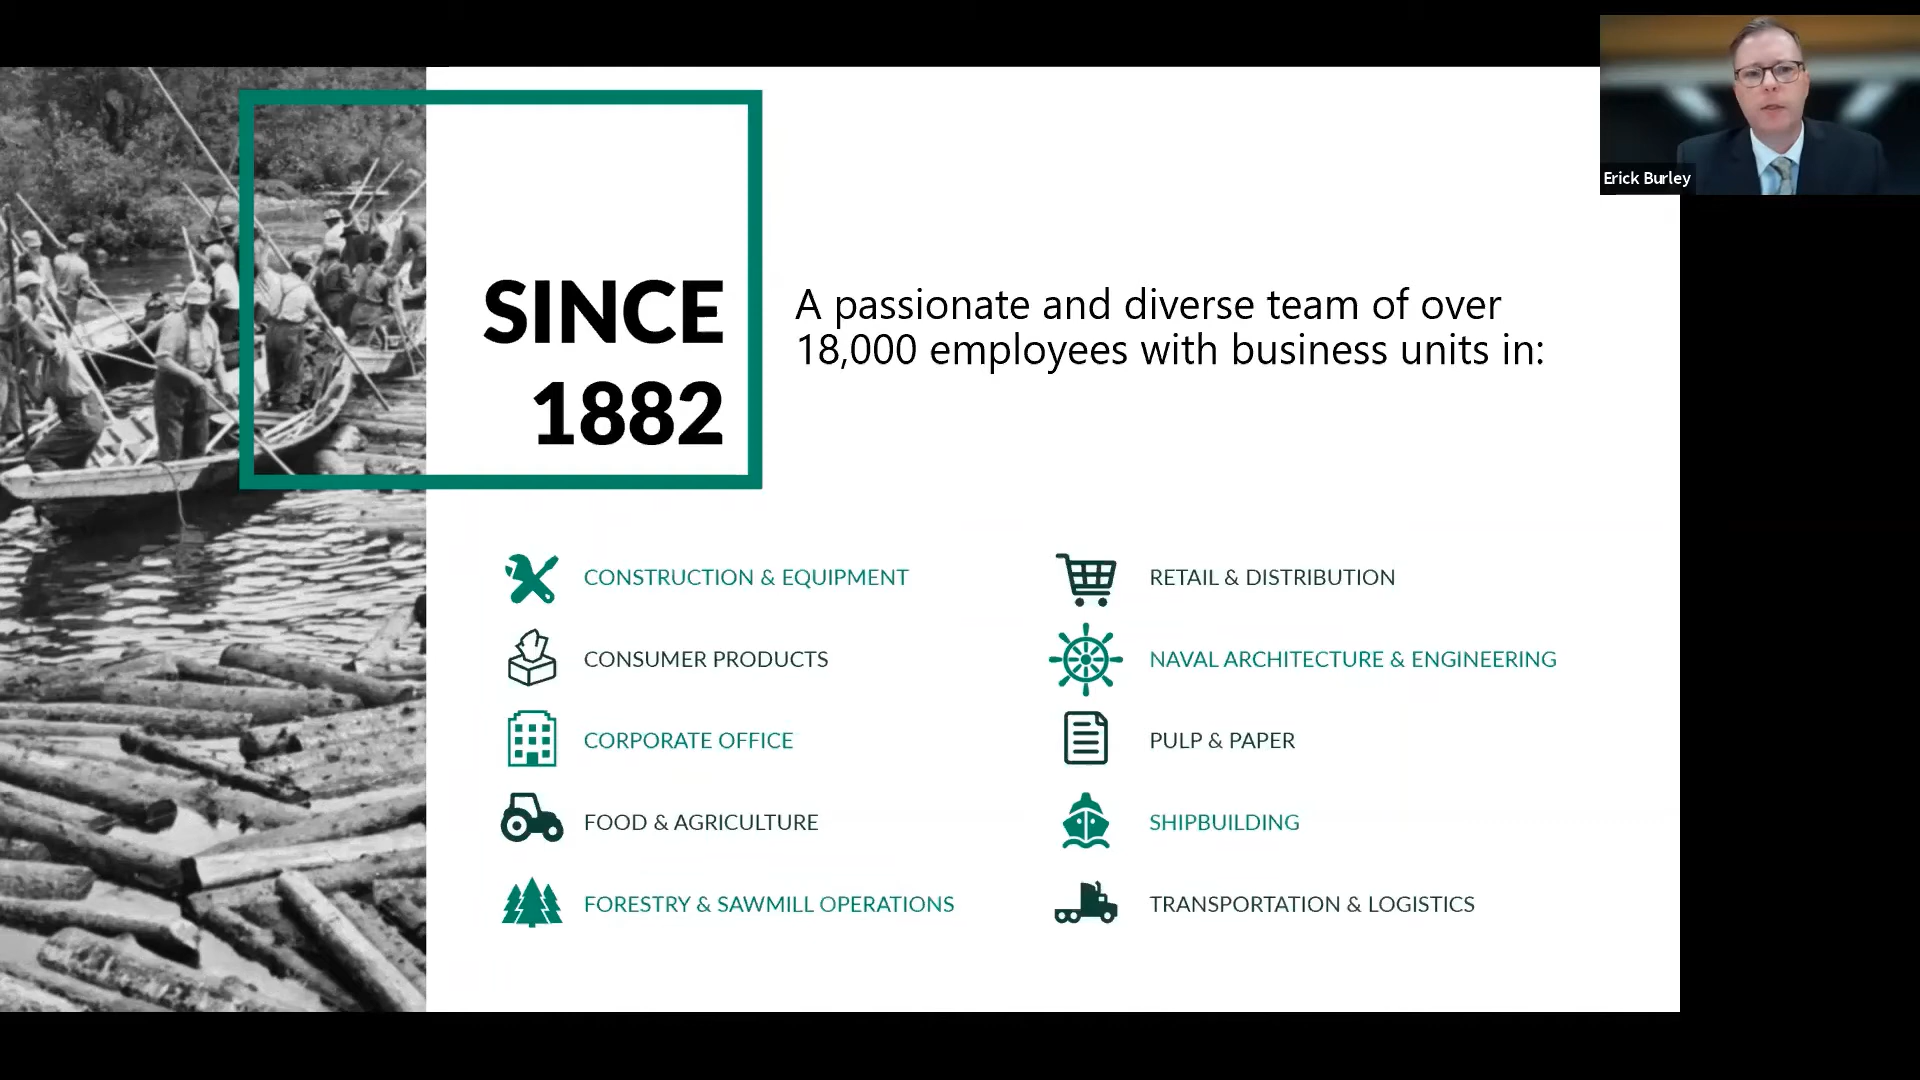 Erick Burley
SINCE
1882
A passionate and diverse team of over
18,000 employees with business units in:
CONSTRUCTION & EQUIPMENT
CONSUMER PRODUCTS
CORPORATE OFFICE
FOOD & AGRICULTURE
FORESTRY & SAWMILL OPERATIONS
RETAIL & DISTRIBUTION
NAVAL ARCHITECTURE & ENGINEERING
PULP & PAPER
SHIPBUILDING
TRANSPORTATION & LOGISTICS